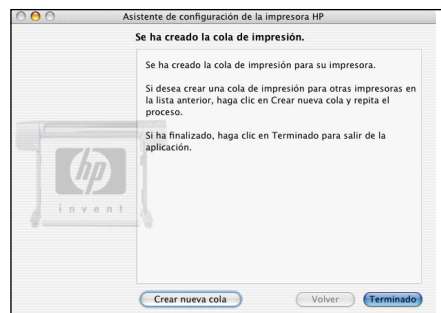 Asistente de configuración de la impresora HP
Se ha creado la cola de impresión.
Se ha creado la cola de impresión para su impresora.
Si desea crear una cola de impresión para otras impresoras en
la lista anterior, haga clic en Crear nueva cola y repita el
proceso.
Si ha finalizado, haga clic en Terminado para salir de la
aplicación.
hp
invent
Crear nueva cola
Volver
Terminado